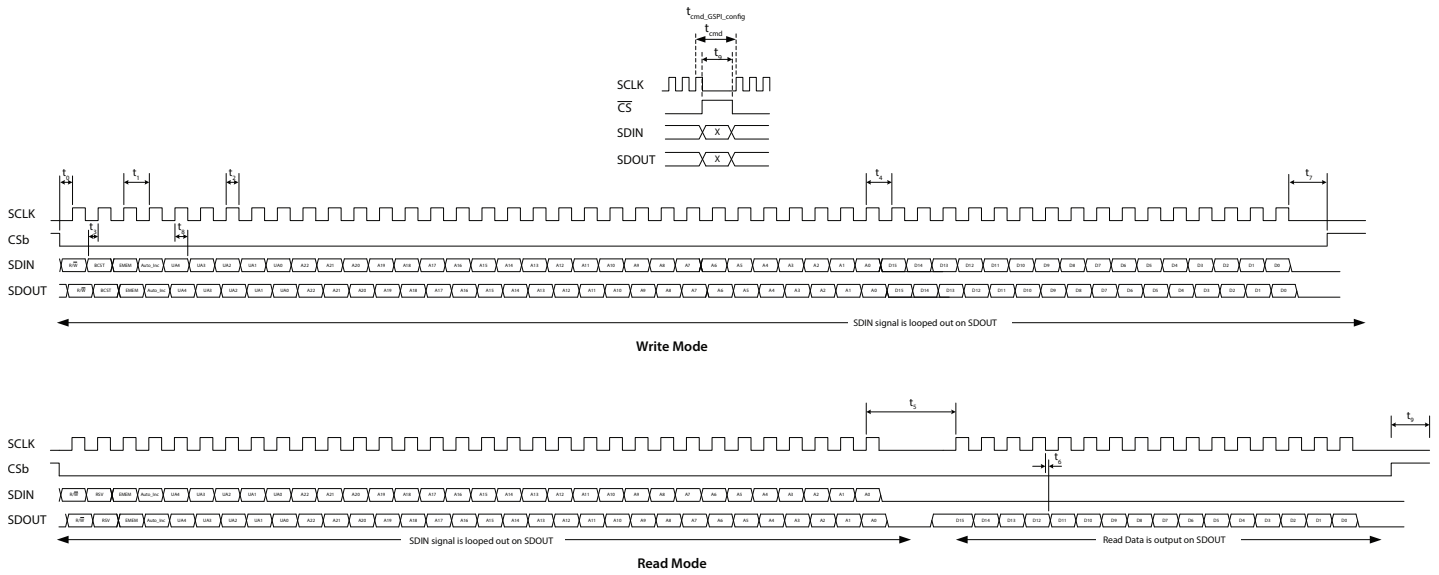 tcmd_GSPI_config
tcmd
t9
SCLK
CS
SDIN X
SDOUT X
t0 t1 t2 t4 t7
SCLK
t3 t8
CSb
SDIN R/W BCST EMEM Auto_Inc UA4 UA3 UA2 UA1 UA0 A22 A21 A20 A19 A18 A17 A16 A15 A14 A13 A12 A11 A10 A9 A8 A7 A6 A5 A4 A3 A2 A1 A0 D15 D14 D13 D12 D11 D10 D9 D8 D7 D6 D5 D4 D3 D2 D1 D0
SDOUT R/W BCST EMEM Auto_Inc UA4 UA3 UA2 UA1 UA0 A22 A21 A20 A19 A18 A17 A16 A15 A14 A13 A12 A11 A10 A9 A8 A7 A6 A5 A4 A3 A2 A1 A0 D15 D14 D13 D12 D11 D10 D9 D8 D7 D6 D5 D4 D3 D2 D1 D0
SDIN signal is looped out on SDOUT
Write Mode
t5 t9
SCLK
t6
CSb
SDIN R/W RSV EMEM Auto_Inc UA4 UA3 UA2 UA1 UA0 A22 A21 A20 A19 A18 A17 A16 A15 A14 A13 A12 A11 A10 A9 A8 A7 A6 A5 A4 A3 A2 A1 A0
SDOUT R/W RSV EMEM Auto_Inc UA4 UA3 UA2 UA1 UA0 A22 A21 A20 A19 A18 A17 A16 A15 A14 A13 A12 A11 A10 A9 A8 A7 A6 A5 A4 A3 A2 A1 A0 D15 D14 D13 D12 D11 D10 D9 D8 D7 D6 D5 D4 D3 D2 D1 D0
SDIN signal is looped out on SDOUT Read Data is output on SDOUT
Read Mode